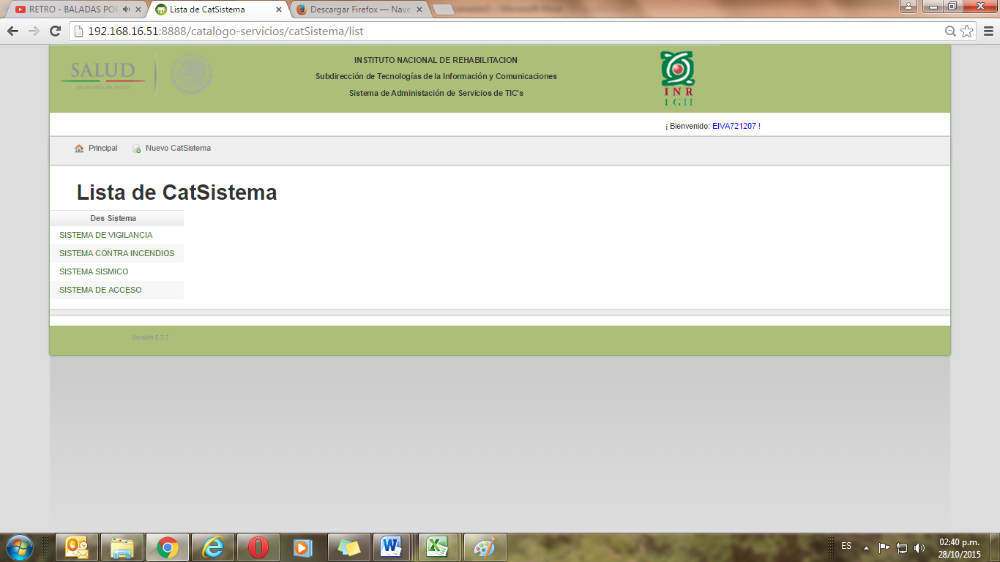 RETRO - BALADAS POP
Lista de CatSistema
Descargar Firefox — Nave
192.168.16.51:8888/catalogo-servicios/catSistema/list
SALUD
SECRETARÍA DE SALUD
INSTITUTO NACIONAL DE REHABILITACION
Subdirección de Tecnologías de la Información y Comunicaciones
Sistema de Administación de Servicios de TIC's
INR
LGII
¡ Bienvenido: EIVA721207 !
Principal
Nuevo CatSistema
Lista de CatSistema
Des Sistema
SISTEMA DE VIGILANCIA
SISTEMA CONTRA INCENDIOS
SISTEMA SISMICO
SISTEMA DE ACCESO
Versión 0.3.7
ES
02:40 p.m.
28/10/2015